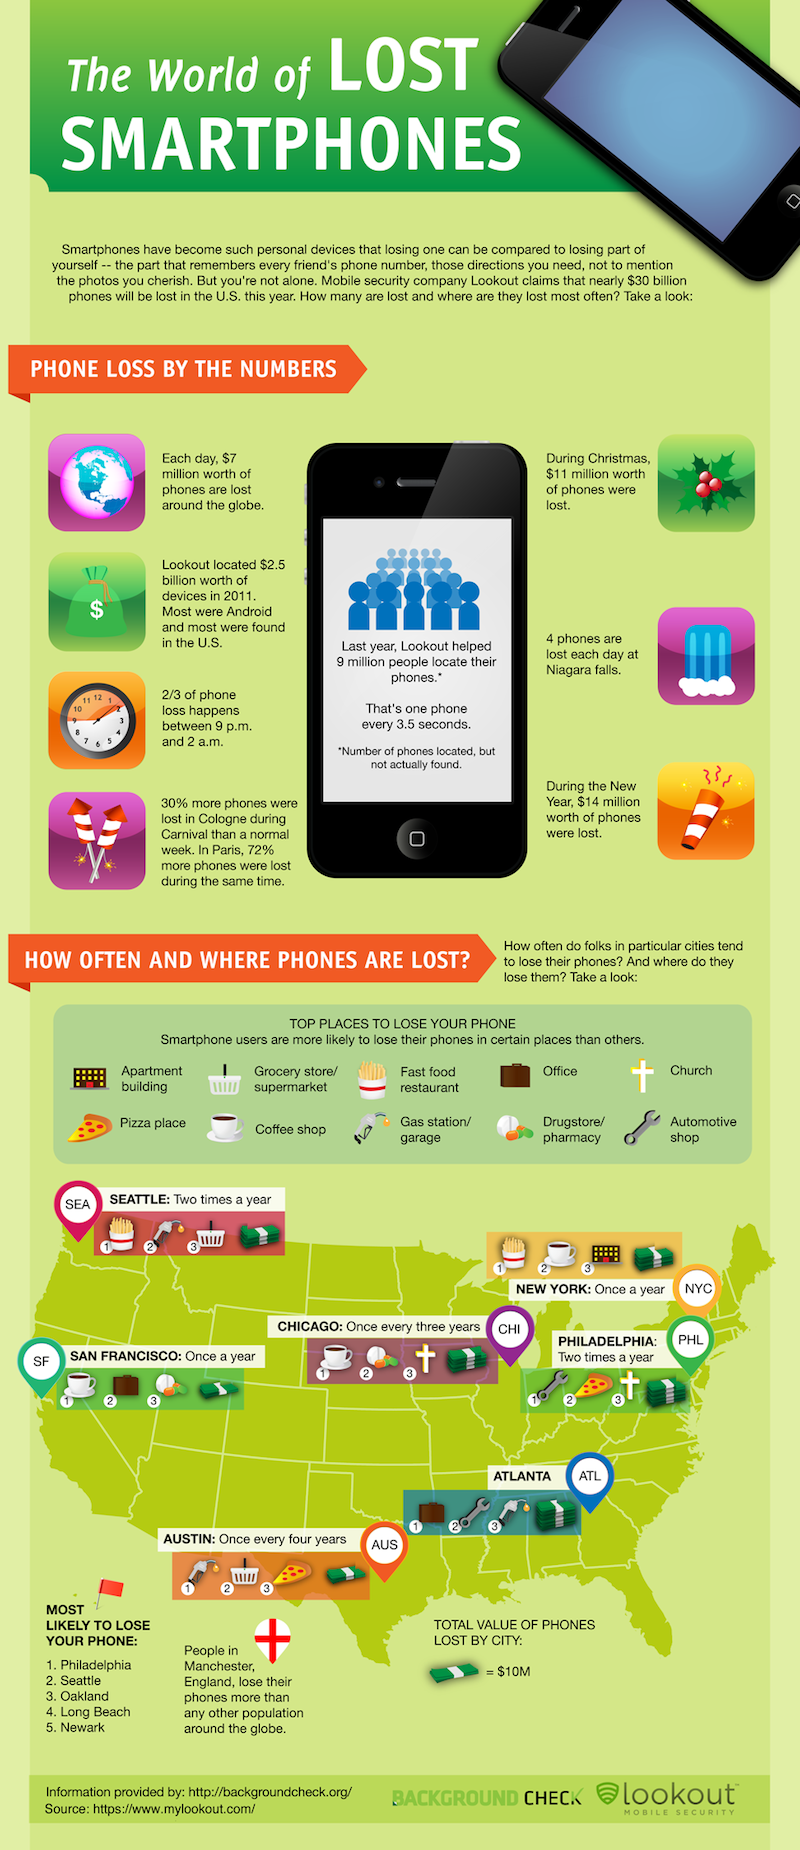 The World of LOST
SMARTPHONES
Smartphones have become such personal devices that losing one can be compared to losing part of
yourself -- the part that remembers every friend's phone number, those directions you need, not to mention
the photos you cherish. But you're not alone. Mobile security company Lookout claims that nearly $30 billion
phones will be lost in the U.S. this year. How many are lost and where are they lost most often? Take a look:
PHONE LOSS BY THE NUMBERS
Each day, $7
million worth of
phones are lost
around the globe.
$
Lookout located $2.5
billion worth of
devices in 2011.
Most were Android
and most were found
in the U.S.
12
1
2
3
4
5
6
7
8
9
10
11
2/3 of phone
loss happens
between 9 p.m.
and 2 a.m.
30% more phones were
lost in Cologne during
Carnival than a normal
week. In Paris, 72%
more phones were lost
during the same time.
Last year, Lookout helped
9 million people locate their
phones.*
That's one phone
every 3.5 seconds.
*Number of phones located, but
not actually found.
During Christmas,
$11 million worth
of phones were
lost.
4 phones are
lost each day at
Niagara falls.
During the New
Year, $14 million
worth of phones
were lost.
HOW OFTEN AND WHERE PHONES ARE LOST?
How often do folks in particular cities tend
to lose their phones? And where do they
lose them? Take a look:
TOP PLACES TO LOSE YOUR PHONE
Smartphone users are more likely to lose their phones in certain places than others.
Apartment
building
Grocery store/
supermarket
Fast food
restaurant
Office
Church
Pizza place
Coffee shop
Gas station/
garage
Drugstore/
pharmacy
Automotive
shop
SEA
SEATTLE: Two times a year
1 2 3
1 2 3
NEW YORK: Once a year
NYC
CHICAGO: Once every three years
CHI
1 2 3
PHILADELPHIA:
Two times a year
PHL
1 2 3
SF
SAN FRANCISCO: Once a year
1 2 3
ATLANTA
ATL
1 2 3
AUSTIN: Once every four years
AUS
1 2 3
MOST
LIKELY TO LOSE
YOUR PHONE:
1. Philadelphia
2. Seattle
3. Oakland
4. Long Beach
5. Newark
People in
Manchester,
England, lose their
phones more than
any other population
around the globe.
TOTAL VALUE OF PHONES
LOST BY CITY:
= $10M
Information provided by: http://backgroundcheck.org/
Source: https://www.mylookout.com/
BACKGROUND CHECK
lookout™
MOBILE SECURITY